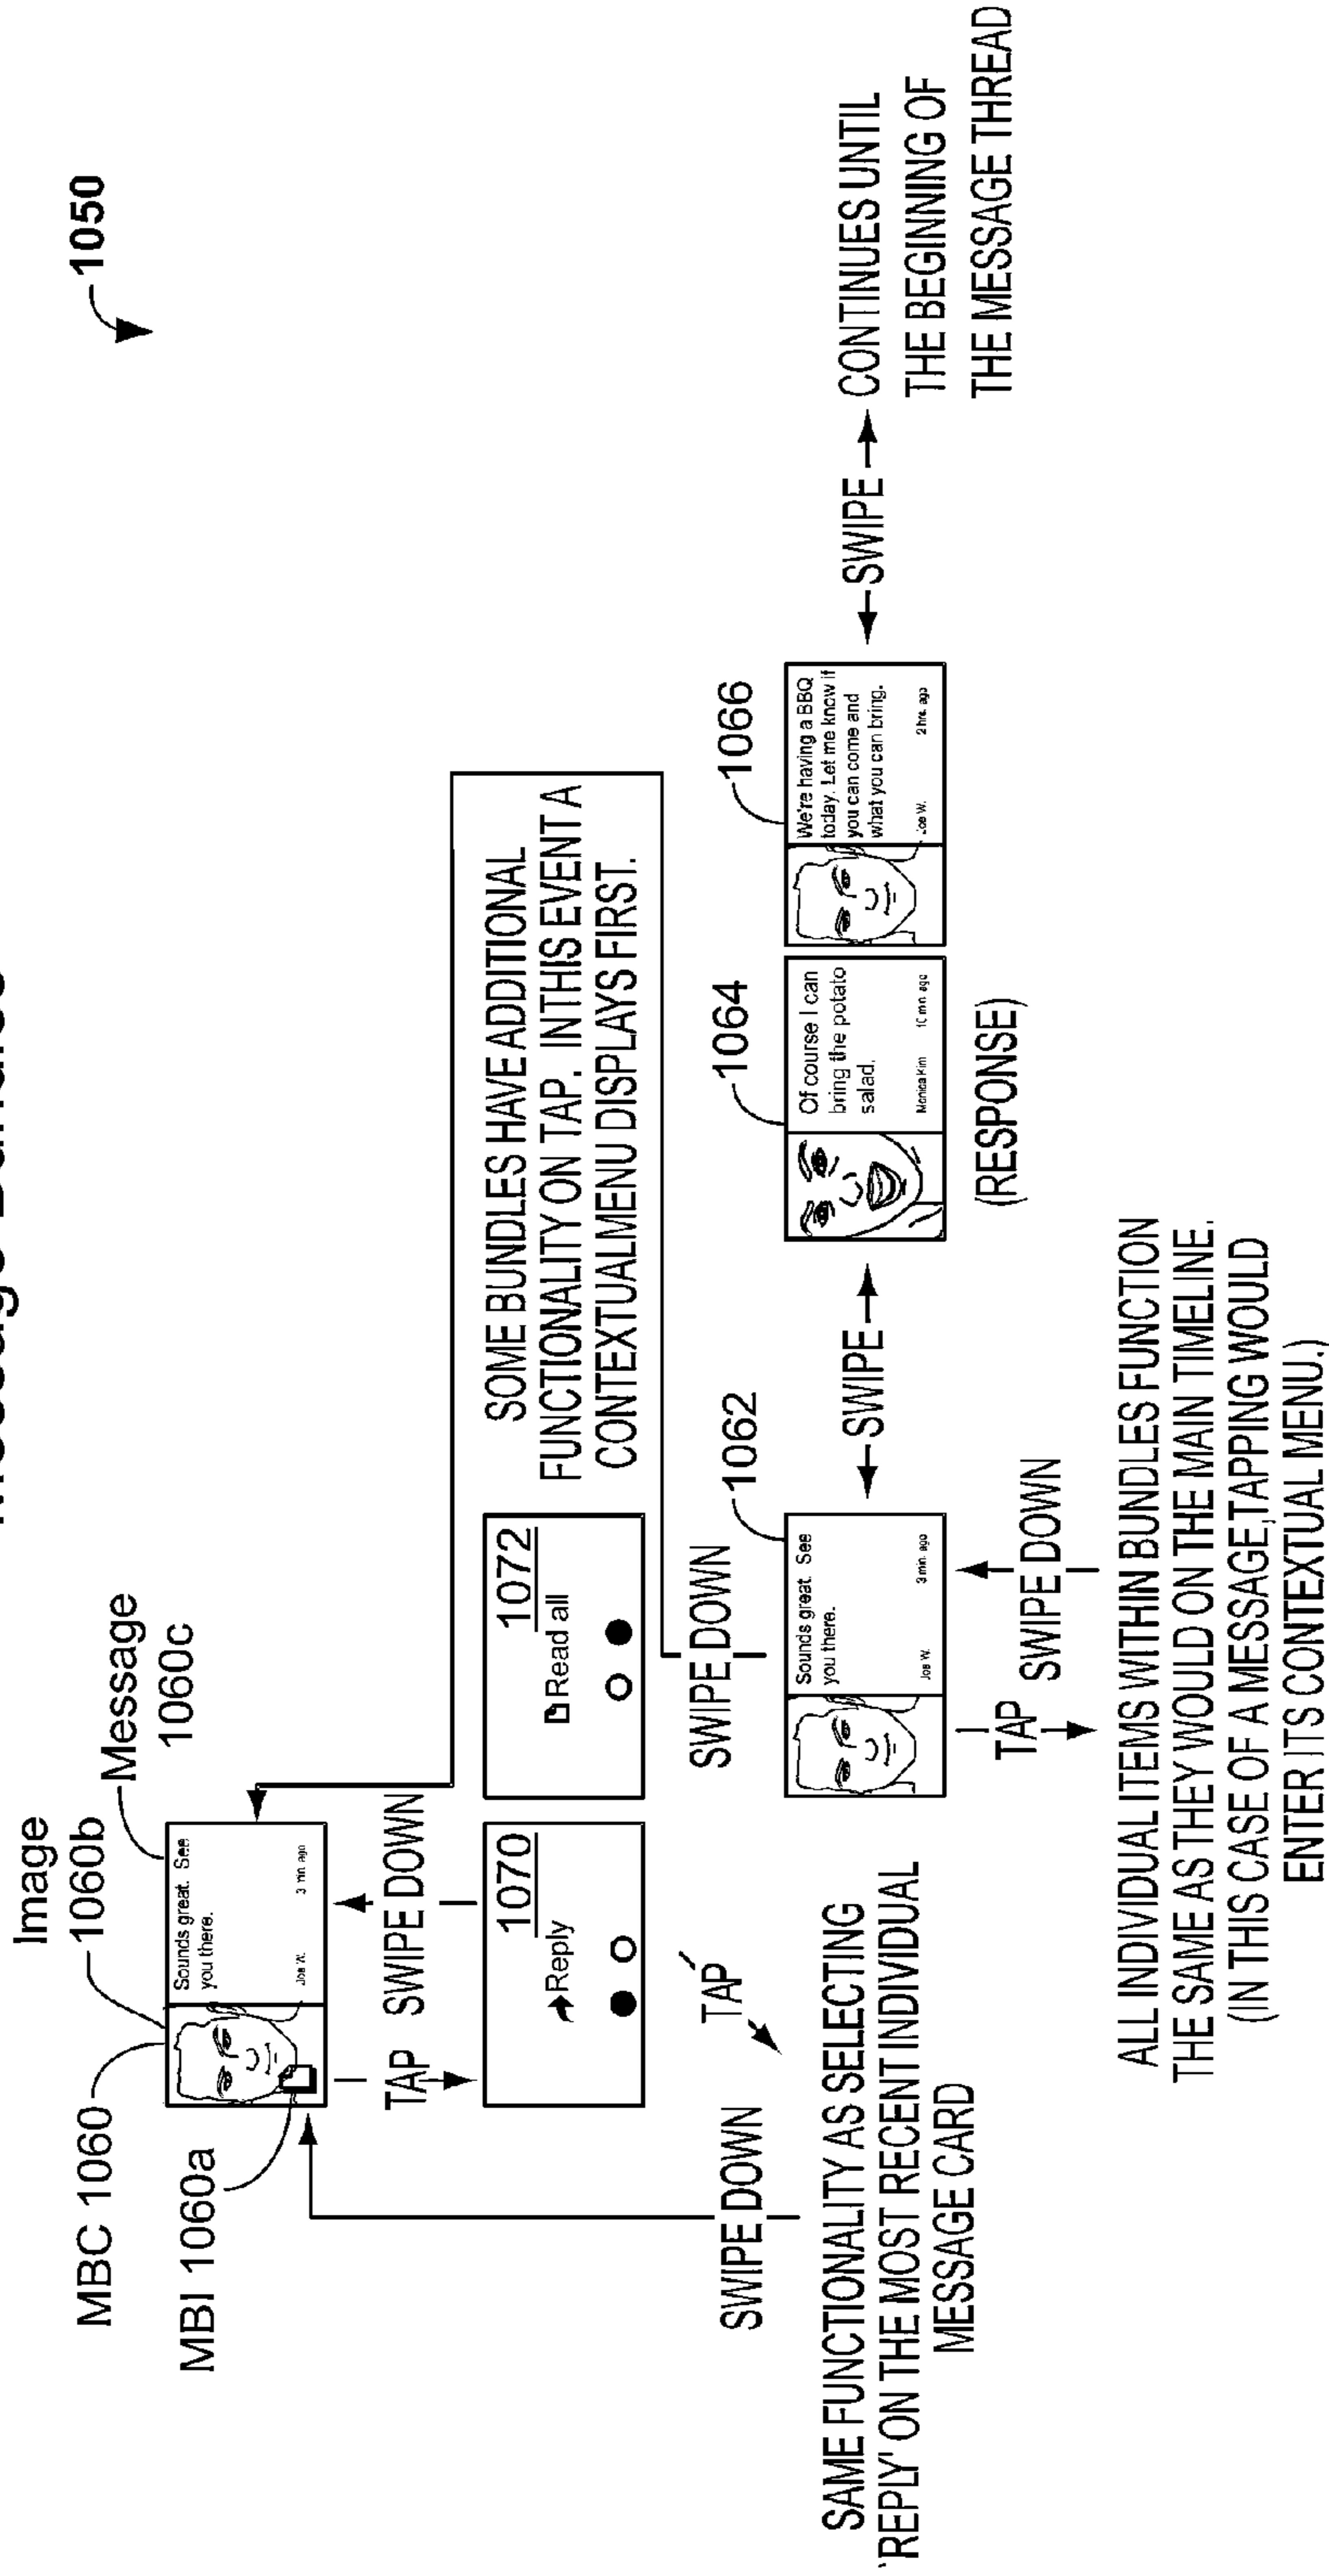 Message Bundles
1050
Image
MBC 1060
1060b
Message
1060c
MBI 1060a
Sounds great. See
you there.
Joe W. 3 min ago
TAP
SWIPE DOWN
1070
Reply
1072
Read all
SOME BUNDLES HAVE ADDITIONAL
FUNCTIONALITY ON TAP. IN THIS EVENT A
CONTEXTUAL MENU DISPLAYS FIRST.
TAP
SWIPE DOWN
SWIPE DOWN
SAME FUNCTIONALITY AS SELECTING
'REPLY' ON THE MOST RECENT INDIVIDUAL
MESSAGE CARD
1062
Sounds great. See
you there.
Joe W. 3 min ago
SWIPE
1064
Of course I can
bring the potato
salad.
Monica Kim 10 min ago
(RESPONSE)
1066
We're having a BBQ
today. Let me know if
you can come and
what you can bring.
Joe W. 2 hrs. ago
SWIPE
CONTINUES UNTIL
THE BEGINNING OF
THE MESSAGE THREAD
TAP
SWIPE DOWN
ALL INDIVIDUAL ITEMS WITHIN BUNDLES FUNCTION
THE SAME AS THEY WOULD ON THE MAIN TIMELINE.
(IN THIS CASE OF A MESSAGE,TAPPING WOULD
ENTER ITS CONTEXTUAL MENU.)